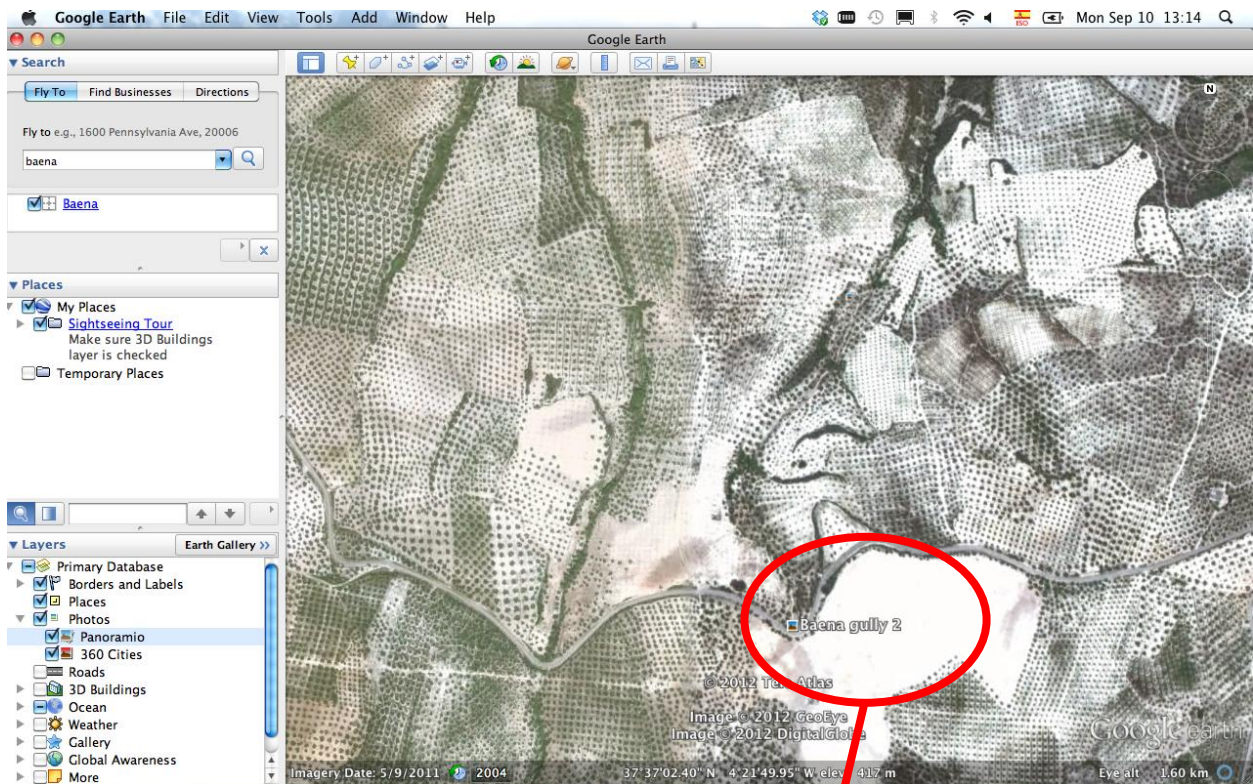 Google Earth File Edit View Tools Add Window Help ISO Mon Sep 10 13:14
Google Earth
Search
Fly To Find Businesses Directions
N
Fly to e.g., 1600 Pennsylvania Ave, 20006
baena
Baena
Places
My Places
Sightseeing Tour
Make sure 3D Buildings
layer is checked
Temporary Places
Layers
Earth Gallery >>
Primary Database
Borders and Labels
Places
Photos
Panoramio
360 Cities
Roads
3D Buildings
Ocean
Weather
Gallery
Global Awareness
More
Baena gully 2
© 2012 Tele Atlas
Image © 2012 GeoEye
Image © 2012 DigitalGlobe
Google earth
Imagery Date: 5/9/2011 2004 37°37'02.40" N 4°21'49.95" W elev 417 m Eye alt 1.60 km